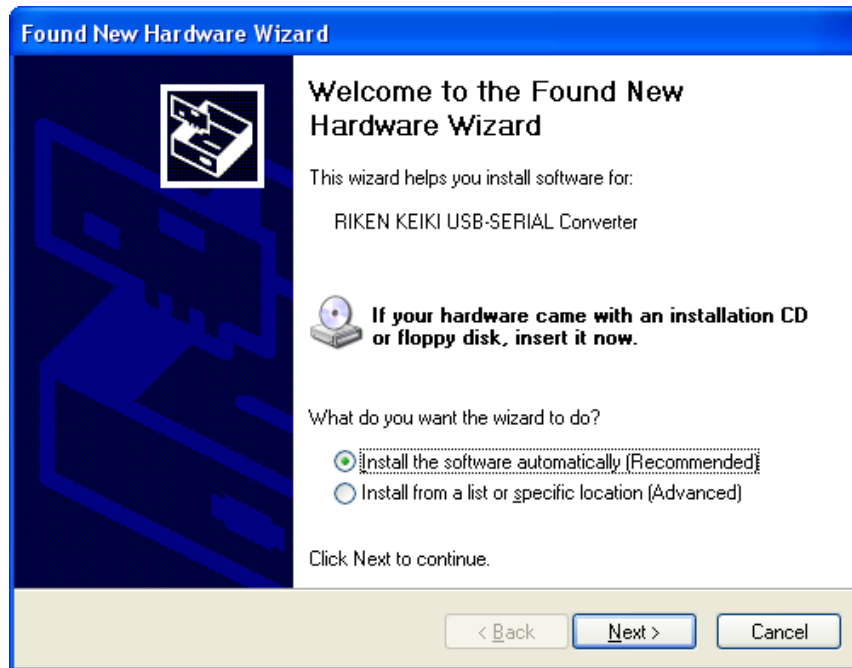 Found New Hardware Wizard
Welcome to the Found New
Hardware Wizard
This wizard helps you install software for:
RIKEN KEIKI USB-SERIAL Converter
If your hardware came with an installation CD
or floppy disk, insert it now.
What do you want the wizard to do?
Install the software automatically (Recommended)
Install from a list or specific location (Advanced)
Click Next to continue.
< Back
Next >
Cancel